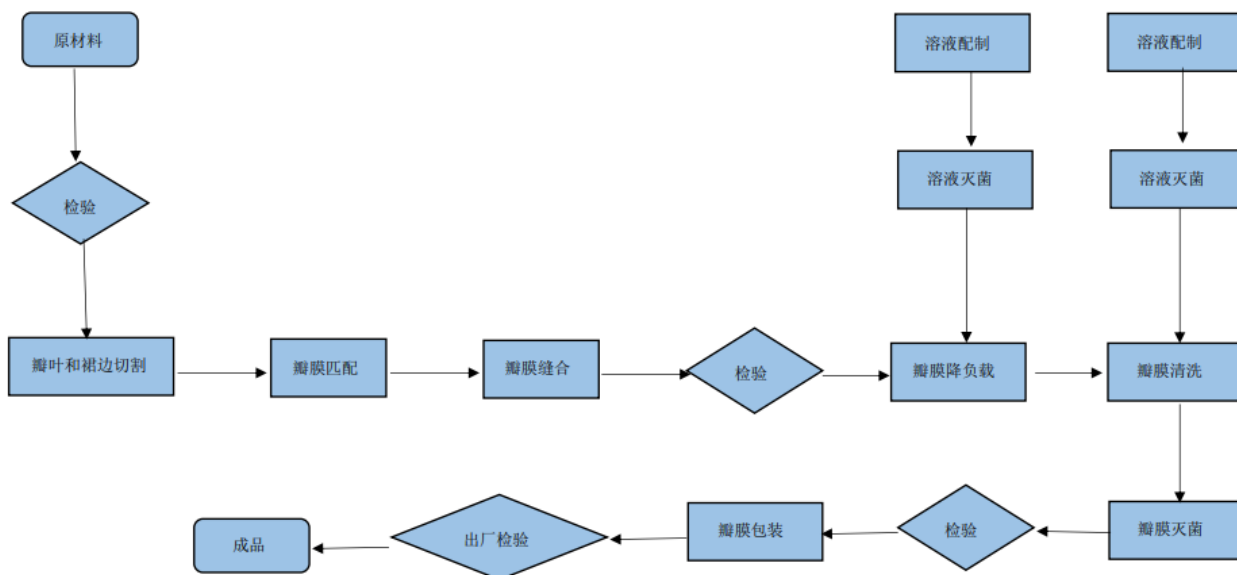 原材料
溶液配制
溶液配制
检验
溶液灭菌
溶液灭菌
瓣叶和裙边切割
瓣膜匹配
瓣膜缝合
检验
瓣膜降负载
瓣膜清洗
成品
出厂检验
瓣膜包装
检验
瓣膜灭菌